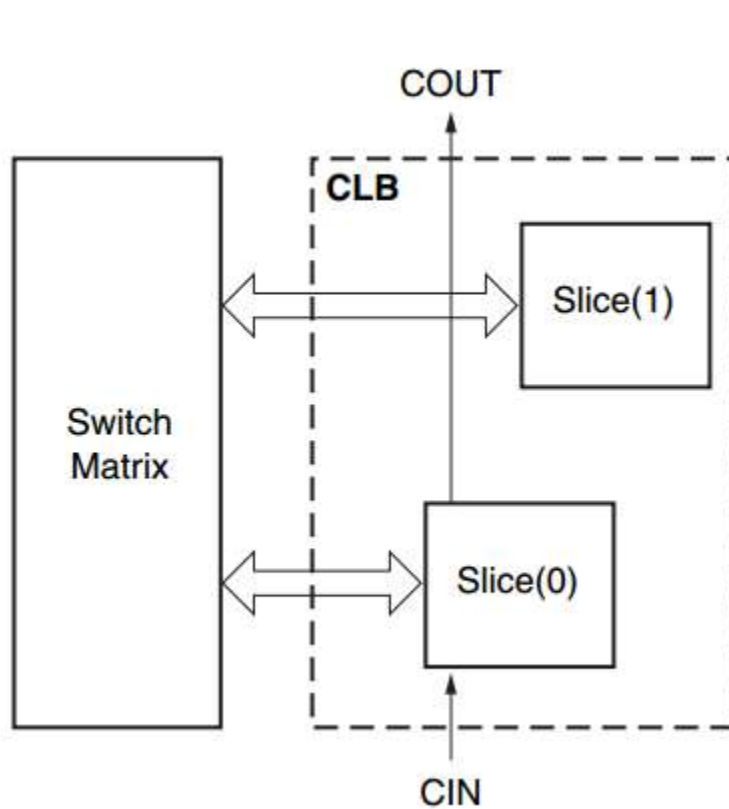 COUT
CLB
Slice(1)
Switch
Matrix
Slice(0)
CIN